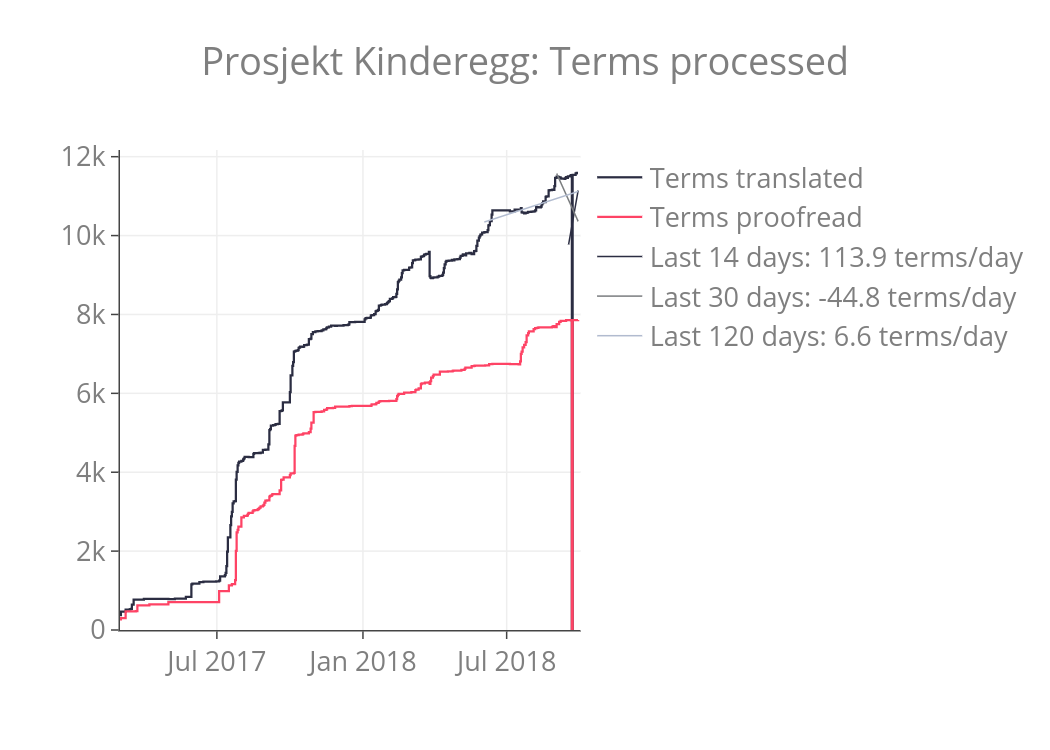 Prosjekt Kinderegg: Terms processed
12k
10k
8k
6k
4k
2k
0
Jul 2017
Jan 2018
Jul 2018
Terms translated
Terms proofread
Last 14 days: 113.9 terms/day
Last 30 days: -44.8 terms/day
Last 120 days: 6.6 terms/day